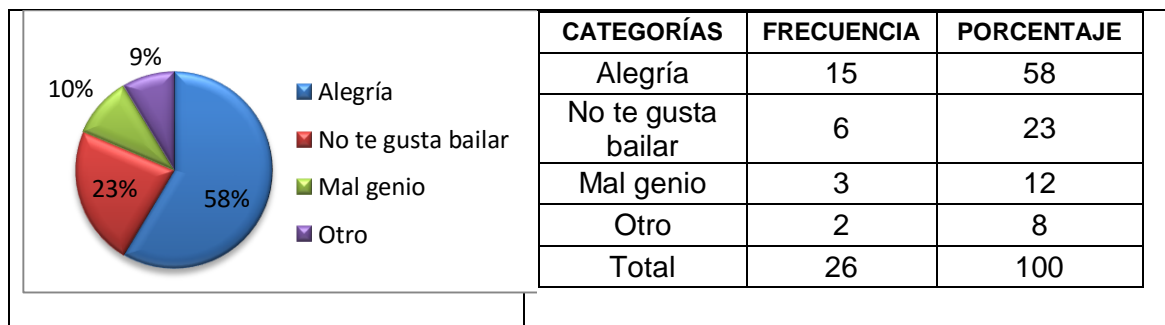 9%
10%
23%
58%
Alegría
No te gusta bailar
Mal genio
Otro
CATEGORÍAS FRECUENCIA PORCENTAJE
Alegría 15 58
No te gusta
bailar 6 23
Mal genio 3 12
Otro 2 8
Total 26 100